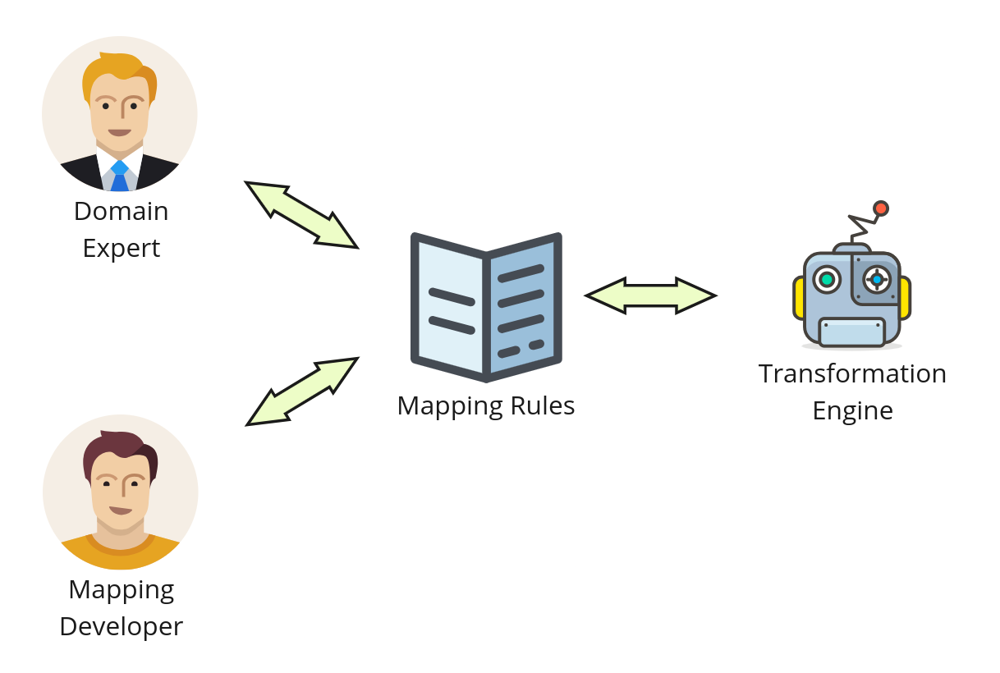 Domain
Expert
Mapping Rules
Transformation
Engine
Mapping
Developer